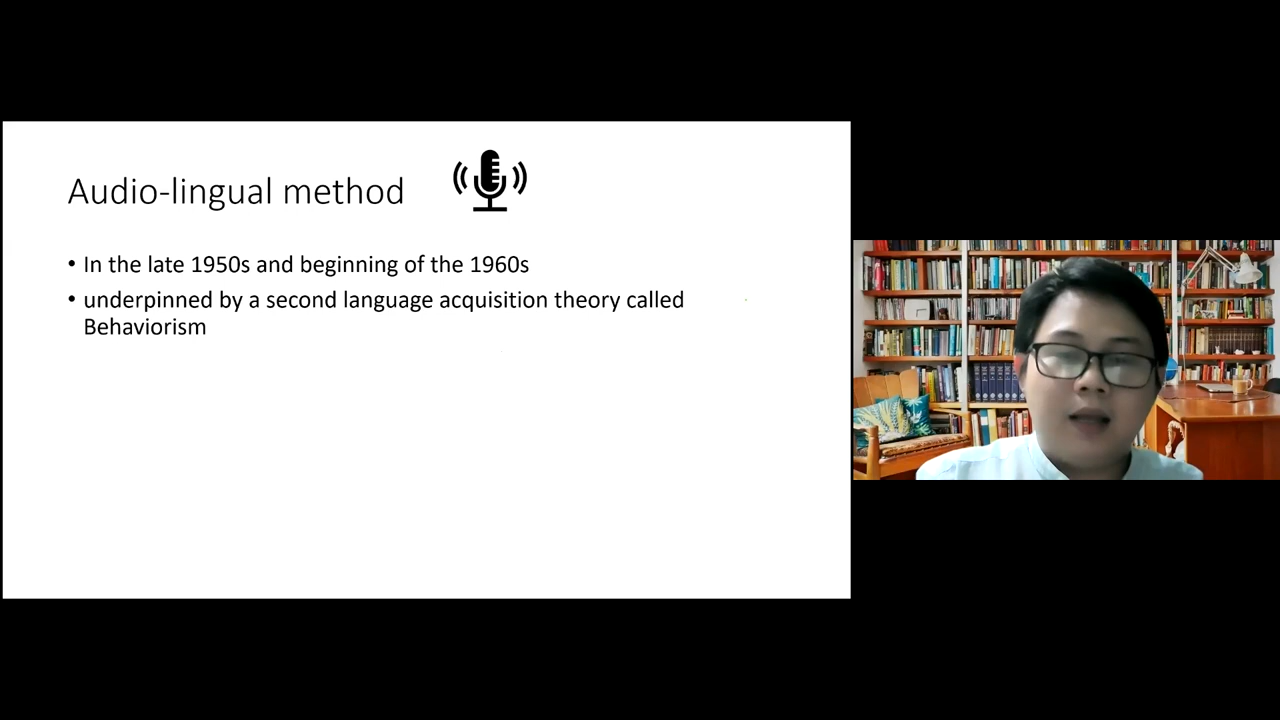 Audio-lingual method
• In the late 1950s and beginning of the 1960s
• underpinned by a second language acquisition theory called
Behaviorism